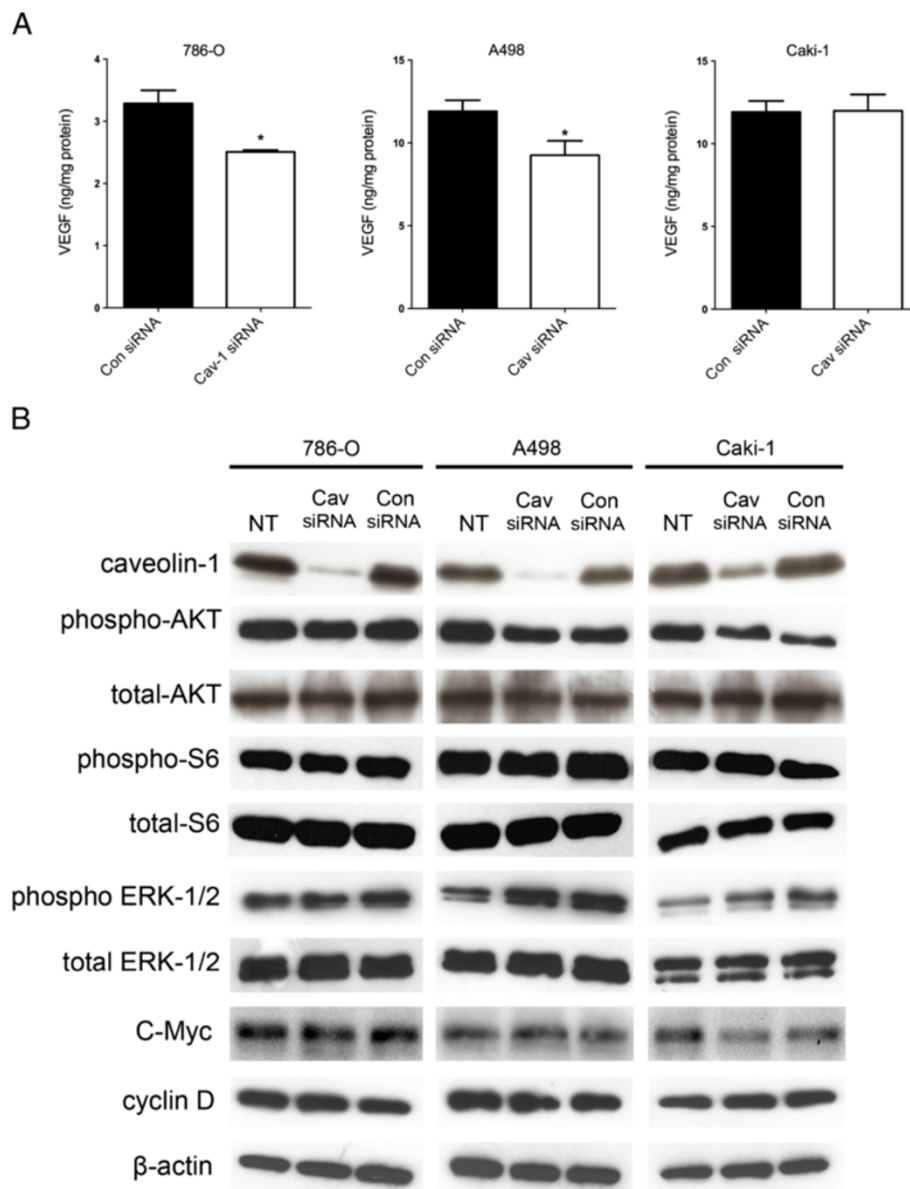 A
786-O
A498
Caki-1
VEGF (ng/mg protein)
4
3
2
1
0
*
Con siRNA
Cav-1 siRNA
VEGF (ng/mg protein)
15
10
5
0
*
Con siRNA
Cav siRNA
VEGF (ng/mg protein)
15
10
5
0
Con siRNA
Cav siRNA
B
786-O A498 Caki-1
NT Cav siRNA Con siRNA NT Cav siRNA Con siRNA NT Cav siRNA Con siRNA
caveolin-1
phospho-AKT
total-AKT
phospho-S6
total-S6
phospho ERK-1/2
total ERK-1/2
C-Myc
cyclin D
β-actin